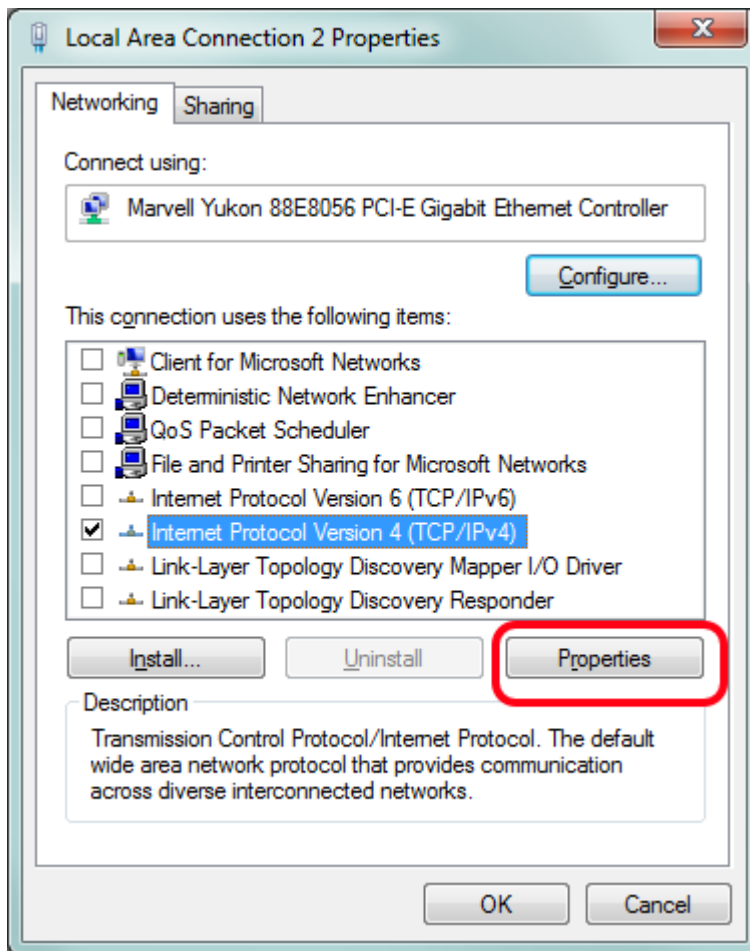 Local Area Connection 2 Properties
Networking
Sharing
Connect using:
Marvell Yukon 88E8056 PCI-E Gigabit Ethernet Controller
Configure...
This connection uses the following items:
Client for Microsoft Networks
Deterministic Network Enhancer
QoS Packet Scheduler
File and Printer Sharing for Microsoft Networks
Internet Protocol Version 6 (TCP/IPv6)
Internet Protocol Version 4 (TCP/IPv4)
Link-Layer Topology Discovery Mapper I/O Driver
Link-Layer Topology Discovery Responder
Install...
Uninstall
Properties
Description
Transmission Control Protocol/Internet Protocol. The default
wide area network protocol that provides communication
across diverse interconnected networks.
OK
Cancel